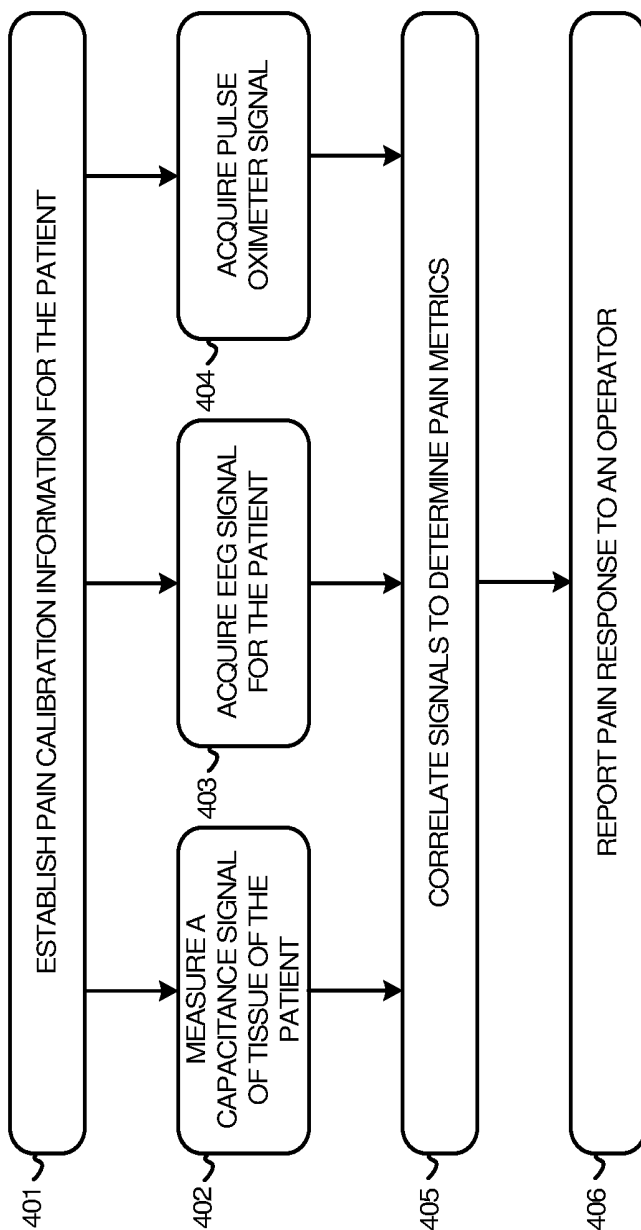 401
ESTABLISH PAIN CALIBRATION INFORMATION FOR THE PATIENT
402
MEASURE A
CAPACITANCE SIGNAL
OF TISSUE OF THE
PATIENT
403
ACQUIRE EEG SIGNAL
FOR THE PATIENT
404
ACQUIRE PULSE
OXIMETER SIGNAL
405
CORRELATE SIGNALS TO DETERMINE PAIN METRICS
406
REPORT PAIN RESPONSE TO AN OPERATOR